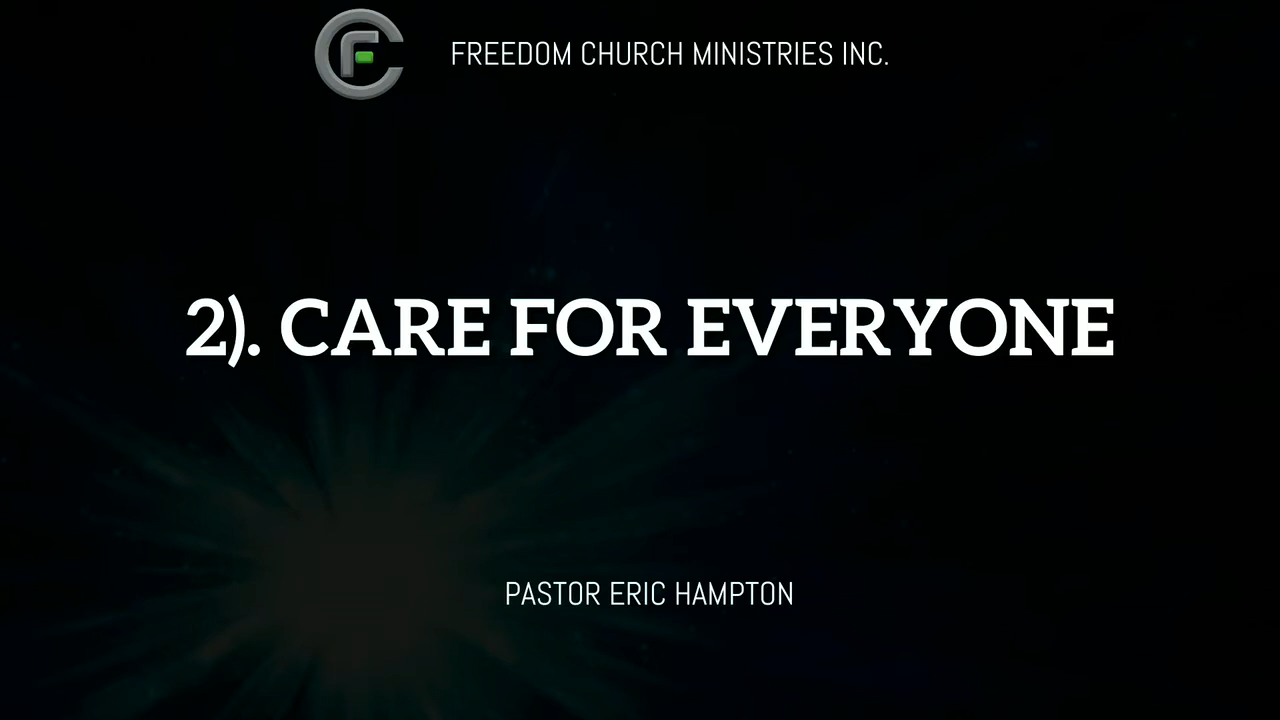 FREEDOM CHURCH MINISTRIES INC.
2). CARE FOR EVERYONE
PASTOR ERIC HAMPTON